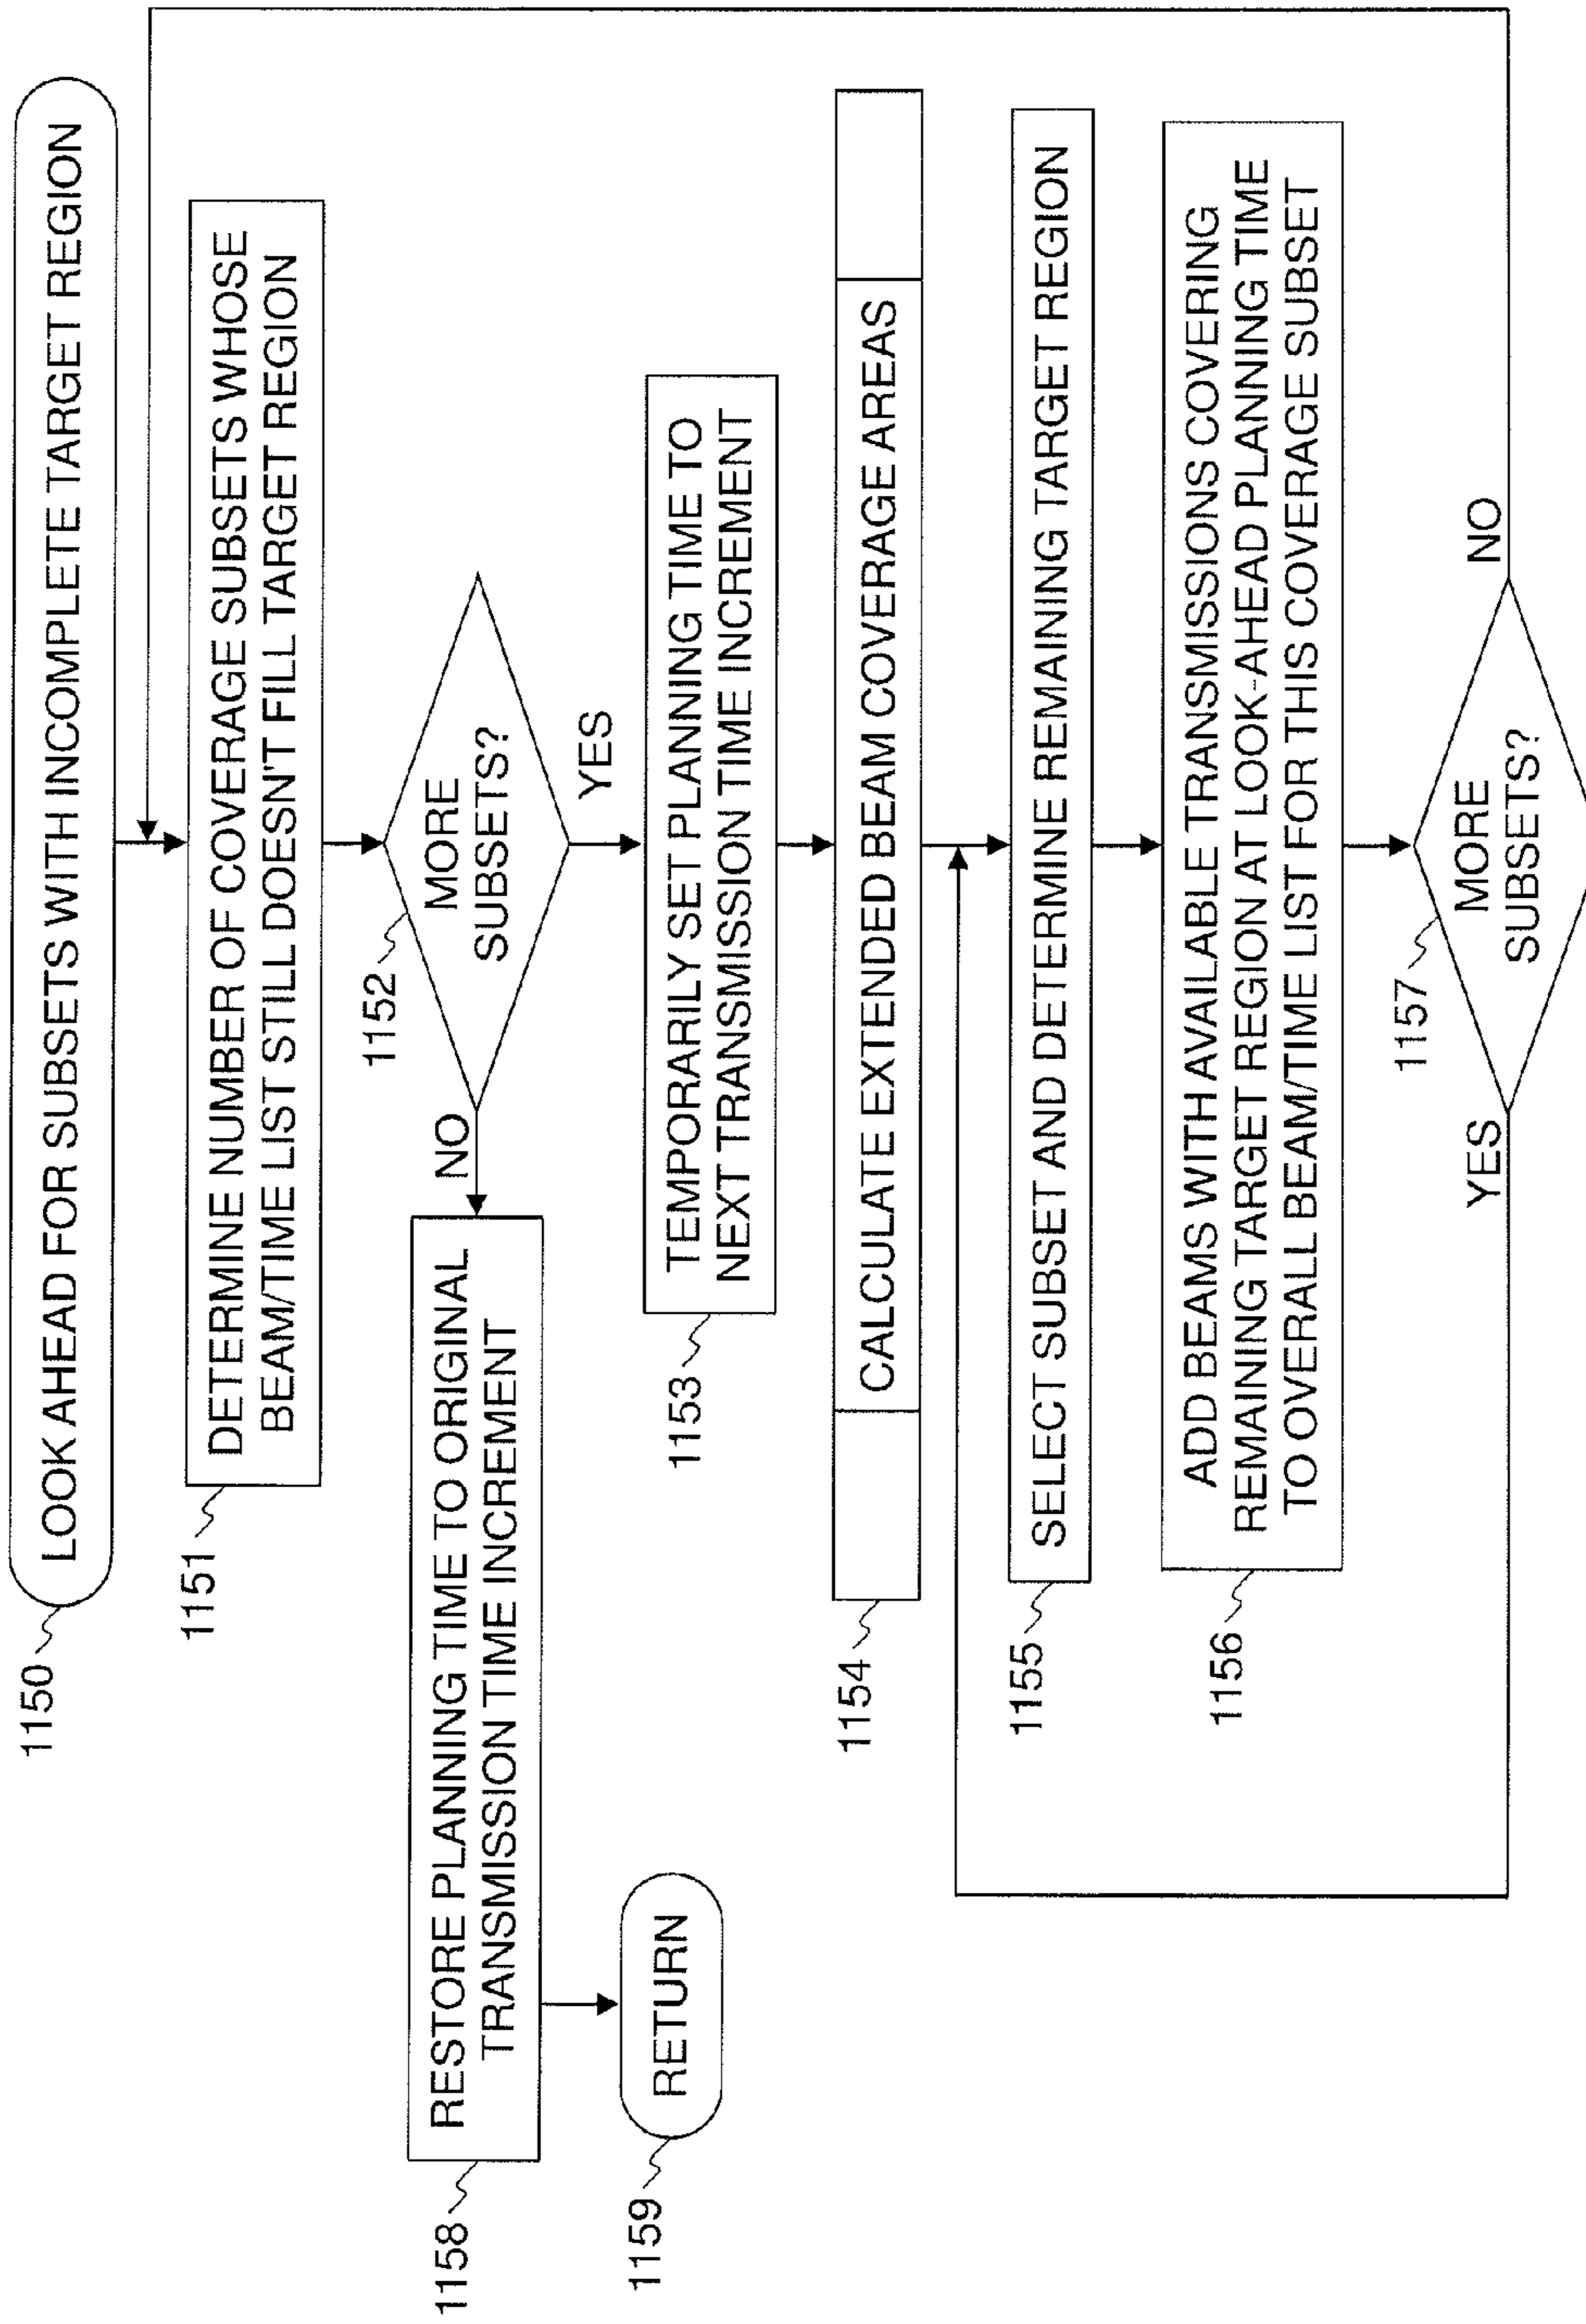 1150
LOOK AHEAD FOR SUBSETS WITH INCOMPLETE TARGET REGION
1151
DETERMINE NUMBER OF COVERAGE SUBSETS WHOSE
BEAM/TIME LIST STILL DOESN'T FILL TARGET REGION
1152
MORE
SUBSETS?
NO
YES
1158
RESTORE PLANNING TIME TO ORIGINAL
TRANSMISSION TIME INCREMENT
1159
RETURN
1153
TEMPORARILY SET PLANNING TIME TO
NEXT TRANSMISSION TIME INCREMENT
1154
CALCULATE EXTENDED BEAM COVERAGE AREAS
1155
SELECT SUBSET AND DETERMINE REMAINING TARGET REGION
1156
ADD BEAMS WITH AVAILABLE TRANSMISSIONS COVERING
REMAINING TARGET REGION AT LOOK-AHEAD PLANNING TIME
TO OVERALL BEAM/TIME LIST FOR THIS COVERAGE SUBSET
1157
MORE
SUBSETS?
YES
NO